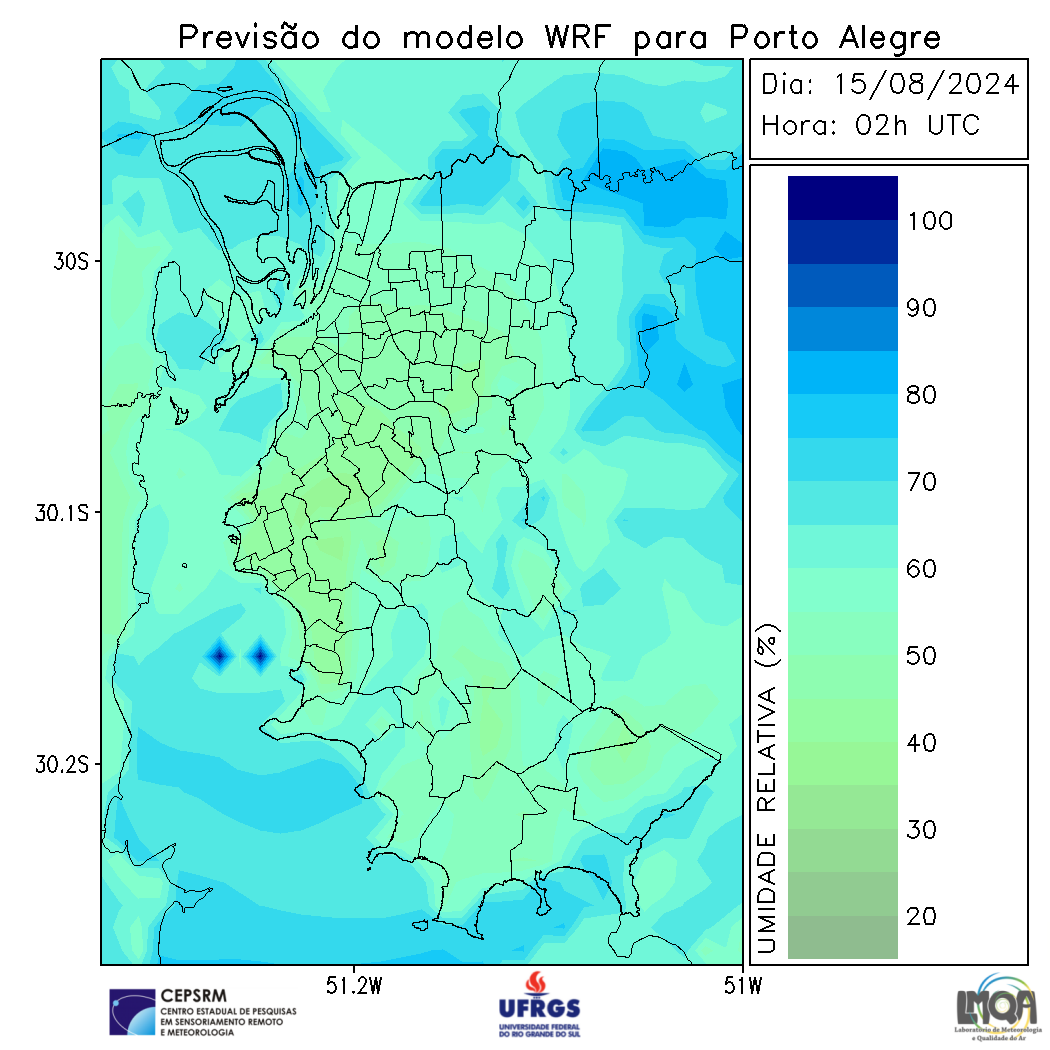 Previsão do modelo WRF para Porto Alegre
Dia: 15/08/2024
Hora: 02h UTC
30S
30.1S
30.2S
51.2W
51W
UMIDADE RELATIVA (%)
100
90
80
70
60
50
40
30
20
CEPSRM
CENTRO ESTADUAL DE PESQUISAS
EM SENSORIAMENTO REMOTO
E METEOROLOGIA
UFRGS
UNIVERSIDADE FEDERAL
DO RIO GRANDE DO SUL
LMQA
Laboratório de Meteorologia
e Qualidade do Ar